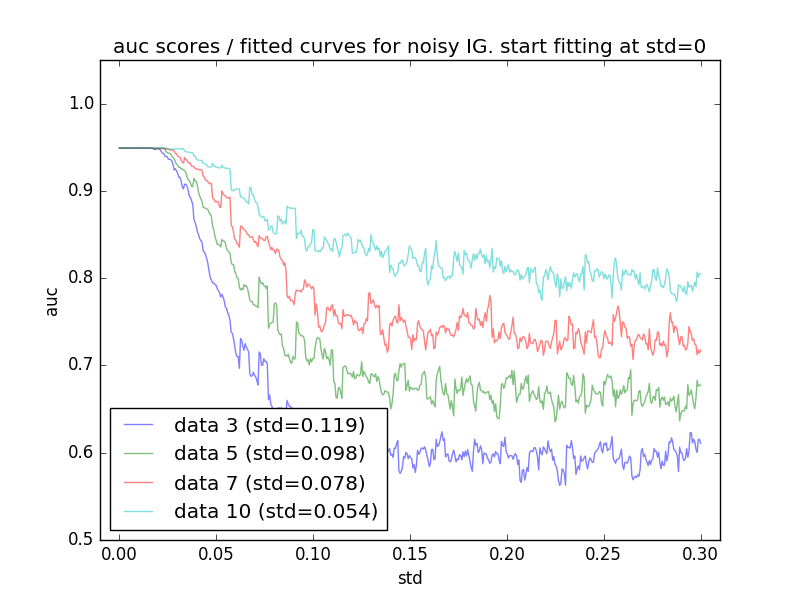 auc scores / fitted curves for noisy IG. start fitting at std=0
1.0
0.9
0.8
0.7
0.6
0.5
auc
data 3 (std=0.119)
data 5 (std=0.098)
data 7 (std=0.078)
data 10 (std=0.054)
0.00 0.05 0.10 0.15 0.20 0.25 0.30
std